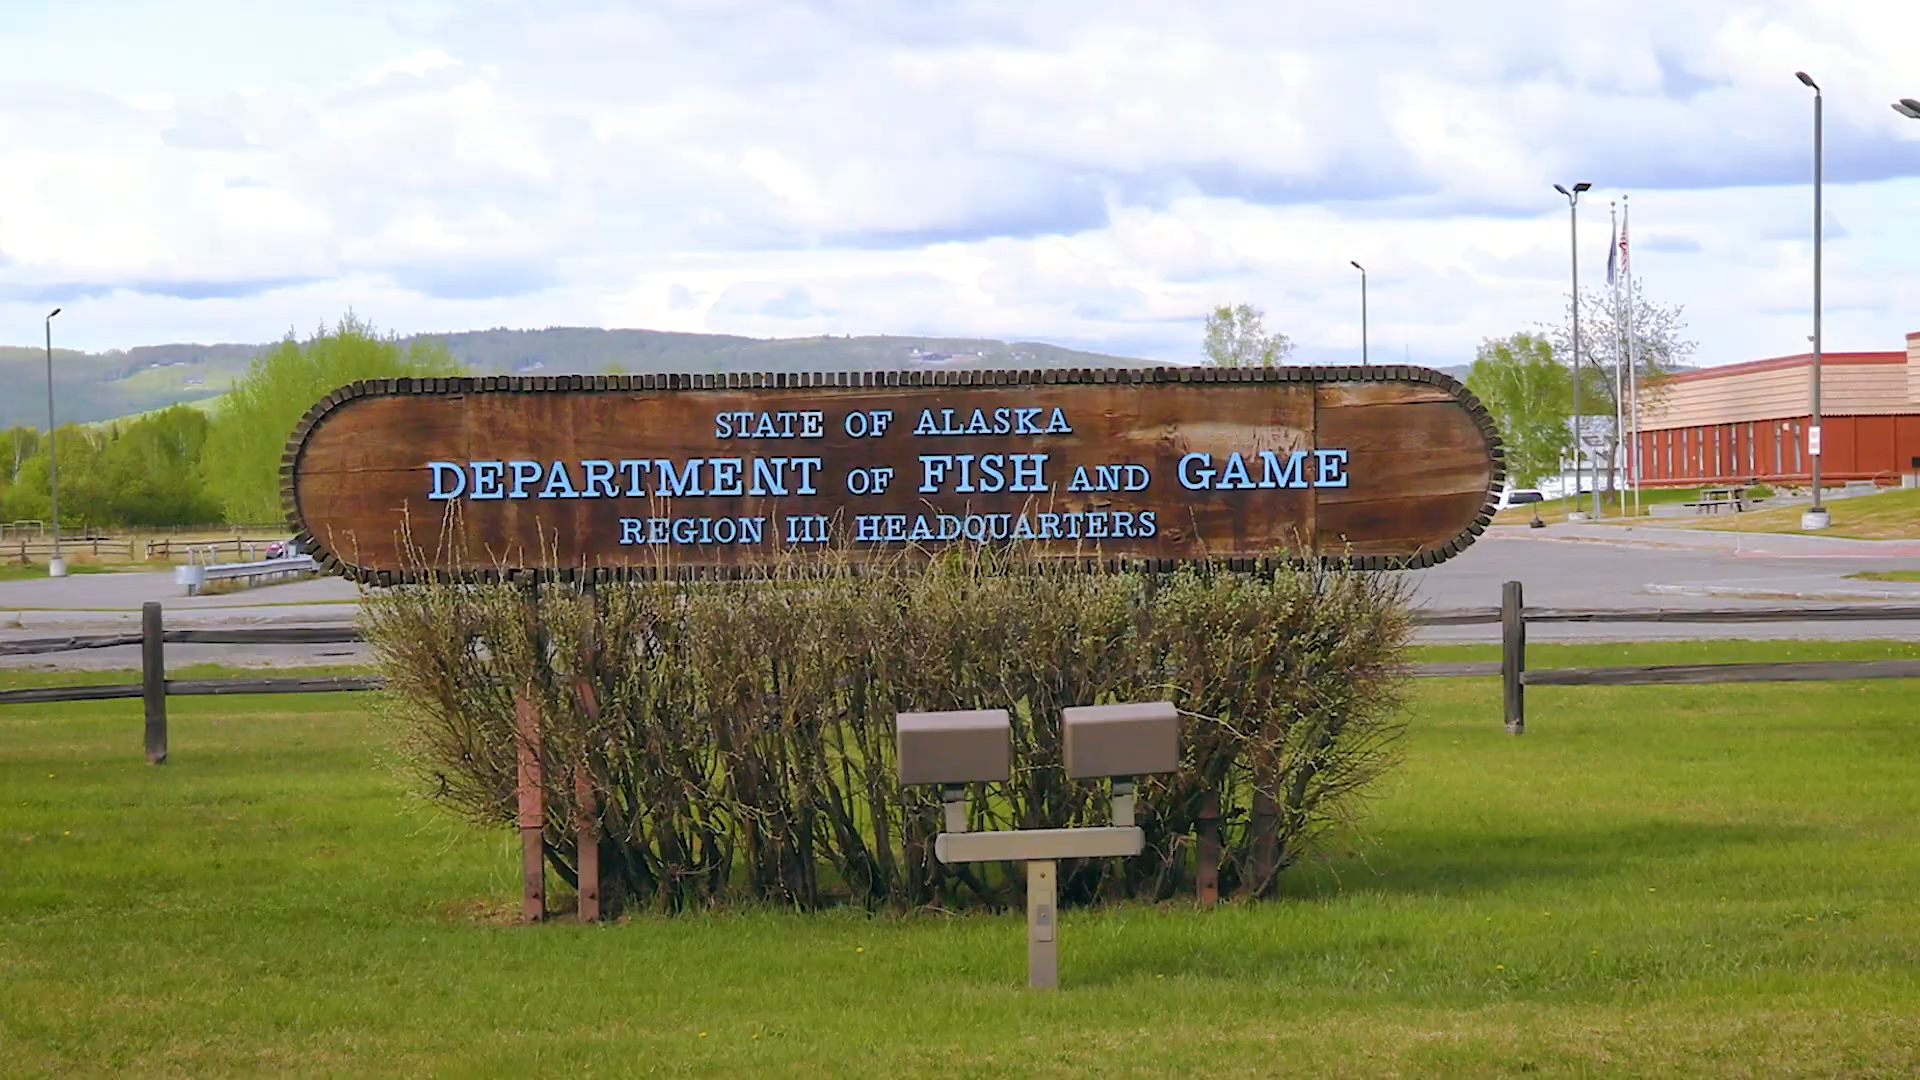 STATE OF ALASKA
DEPARTMENT OF FISH AND GAME
REGION III HEADQUARTERS